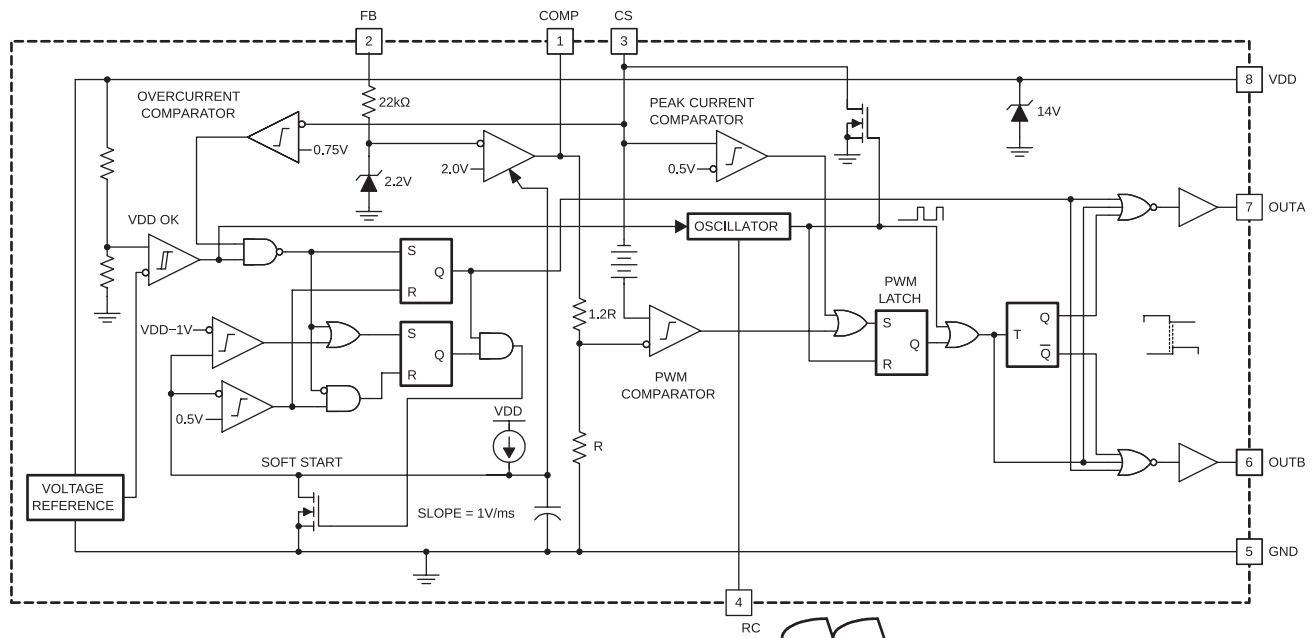 FB
COMP
CS
2
1
3
8
VDD
OVERCURRENT
COMPARATOR
22kΩ
PEAK CURRENT
COMPARATOR
14V
0.75V
2.0V
0.5V
2.2V
7
OUTA
VDD OK
OSCILLATOR
S
Q
R
PWM
LATCH
1.2R
S
Q
R
T
Q
Q̅
VDD–1V
S
Q
R
PWM
COMPARATOR
0.5V
VDD
R
SOFT START
6
OUTB
VOLTAGE
REFERENCE
SLOPE = 1V/ms
5
GND
4
RC